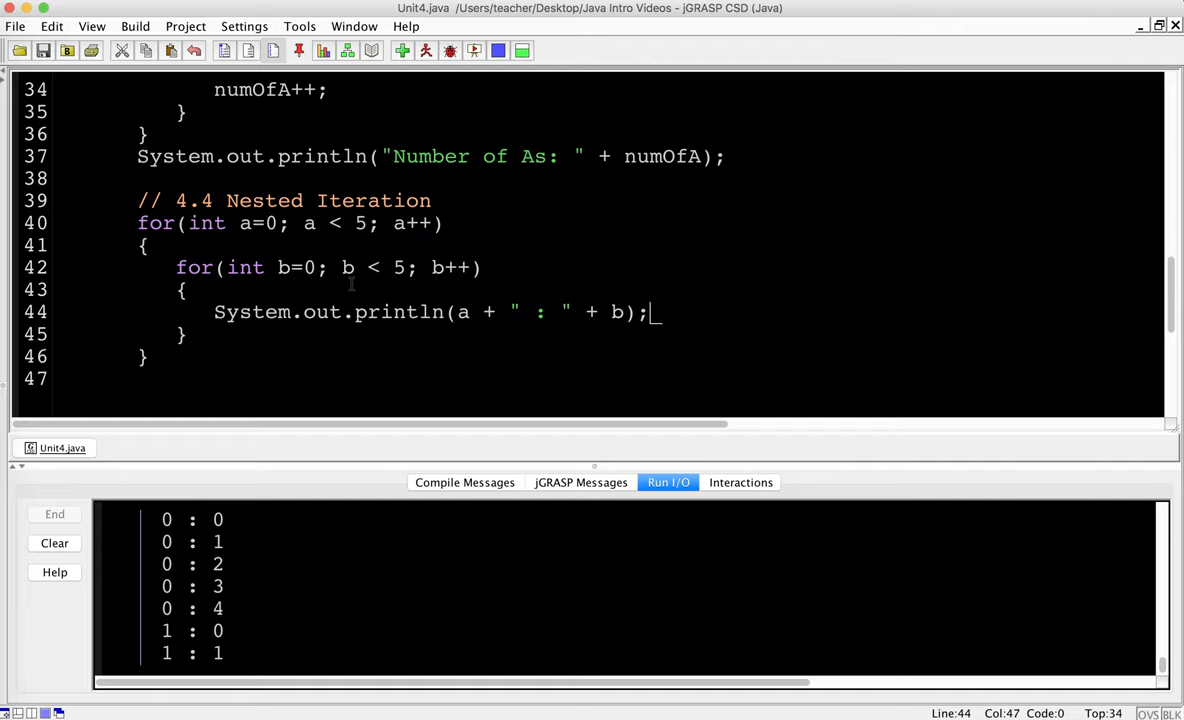 Unit4.java /Users/teacher/Desktop/Java Intro Videos - jGRASP CSD (Java)
File Edit View Build Project Settings Tools Window Help
34 numOfA++;
35 }
36 }
37 System.out.println("Number of As: " + numOfA);
38
39 // 4.4 Nested Iteration
40 for(int a=0; a < 5; a++)
41 {
42 for(int b=0; b < 5; b++)
43 {
44 System.out.println(a + " : " + b);
45 }
46 }
47
Unit4.java
Compile Messages jGRASP Messages Run I/O Interactions
End
Clear
Help
0 : 0
0 : 1
0 : 2
0 : 3
0 : 4
1 : 0
1 : 1
Line:44 Col:47 Code:0 Top:34 OVS BLK